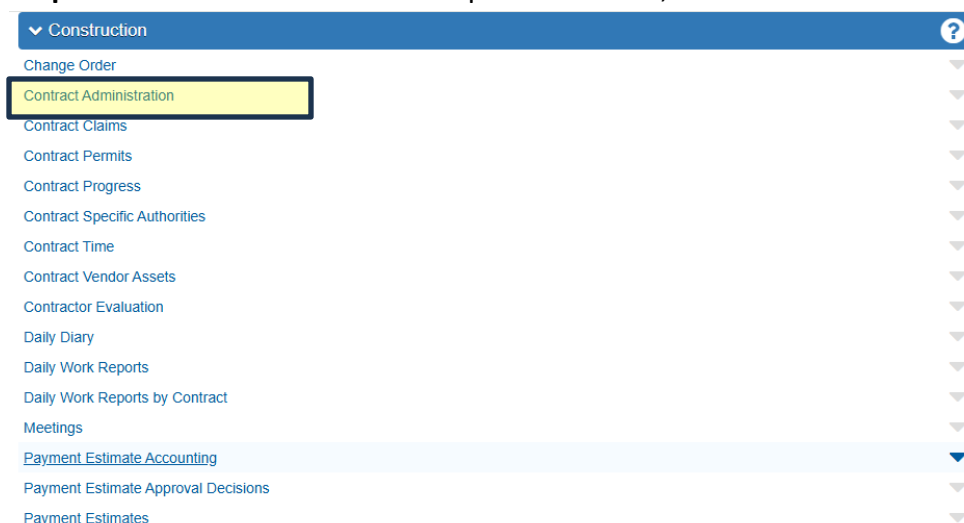 Construction
?
Change Order
Contract Administration
Contract Claims
Contract Permits
Contract Progress
Contract Specific Authorities
Contract Time
Contract Vendor Assets
Contractor Evaluation
Daily Diary
Daily Work Reports
Daily Work Reports by Contract
Meetings
Payment Estimate Accounting
Payment Estimate Approval Decisions
Payment Estimates